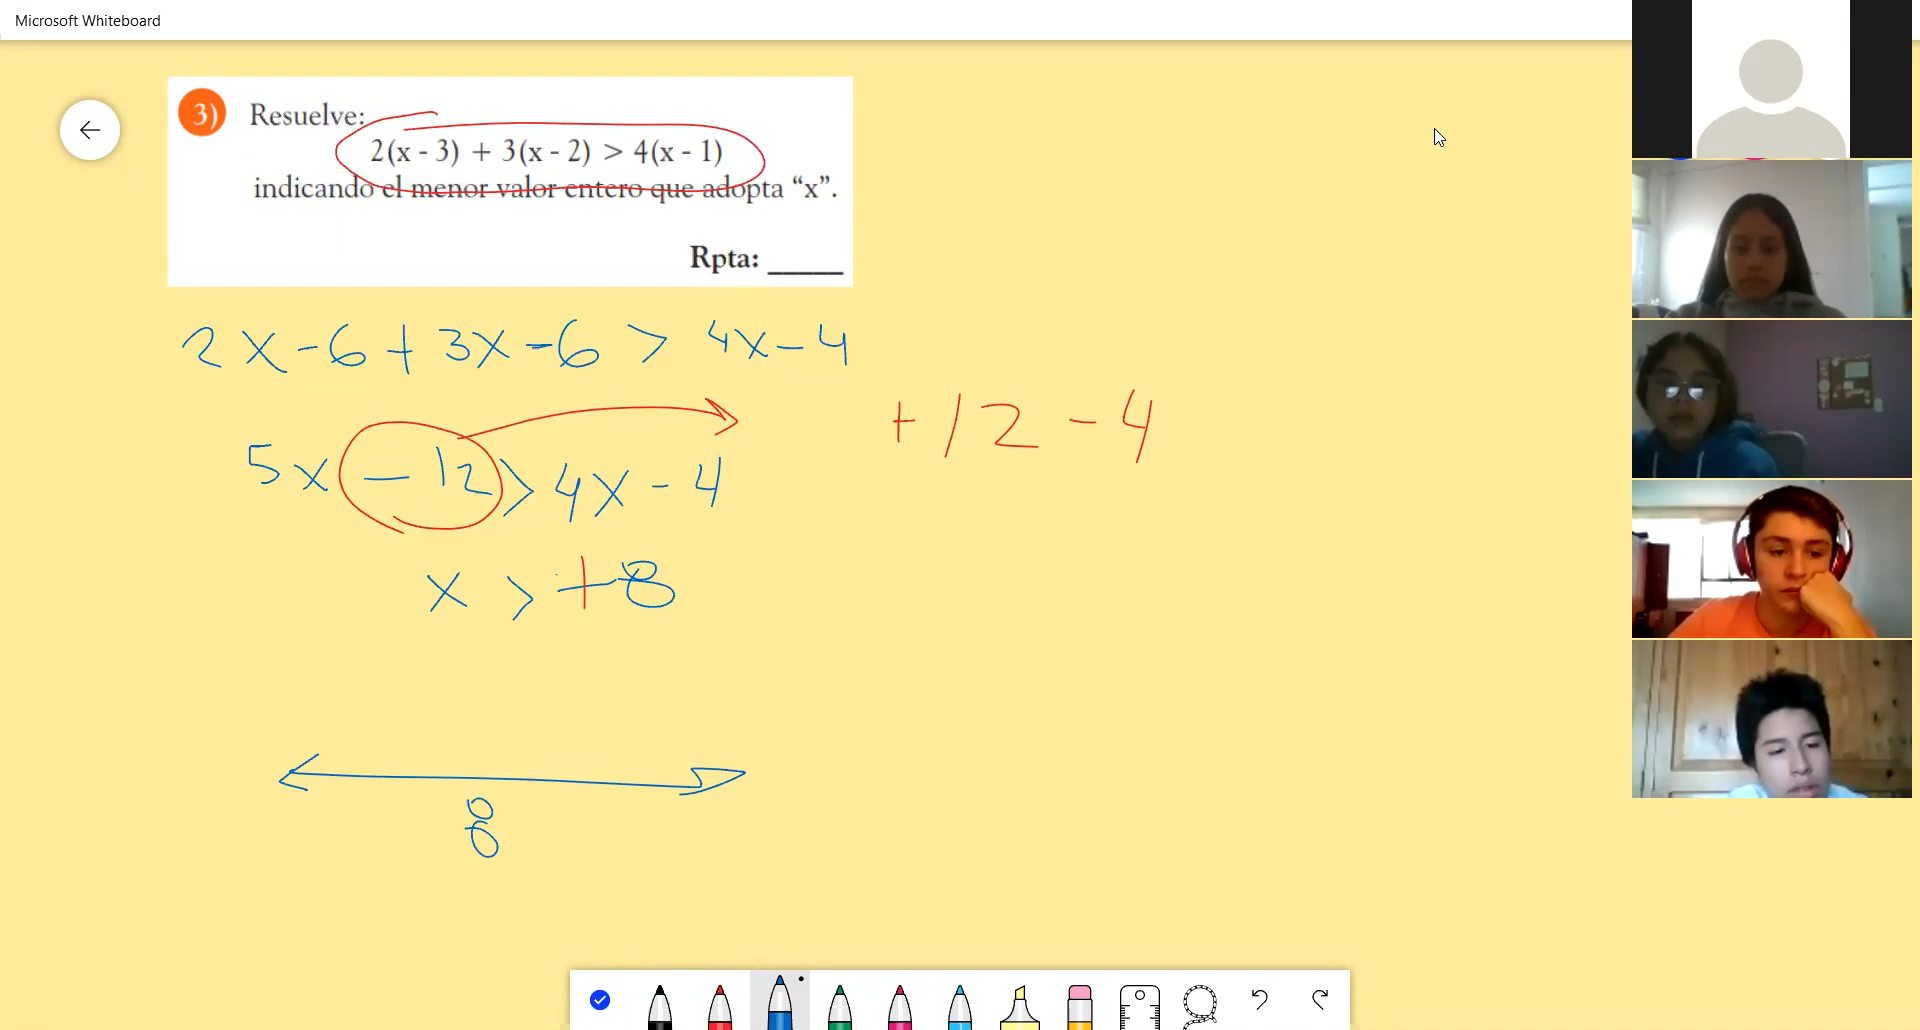 Microsoft Whiteboard
3) Resuelve:
2(x - 3) + 3(x - 2) > 4(x - 1)
indicando el menor valor entero que adopta “x”.
Rpta: _____
2x - 6 + 3x - 6 > 4x - 4
+12 - 4
5x - 12 > 4x - 4
x > +8
8